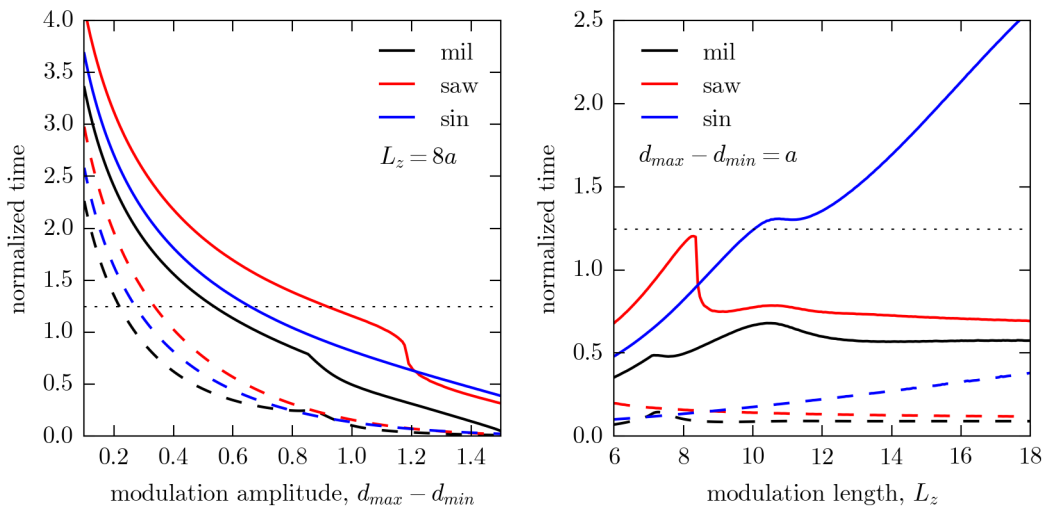 4.0
3.5
3.0
2.5
2.0
1.5
1.0
0.5
0.0
normalized time
mil
saw
sin
L_z = 8a
0.2 0.4 0.6 0.8 1.0 1.2 1.4
modulation amplitude, d_max − d_min
2.5
2.0
1.5
1.0
0.5
0.0
normalized time
mil
saw
sin
d_max − d_min = a
6 8 10 12 14 16 18
modulation length, L_z